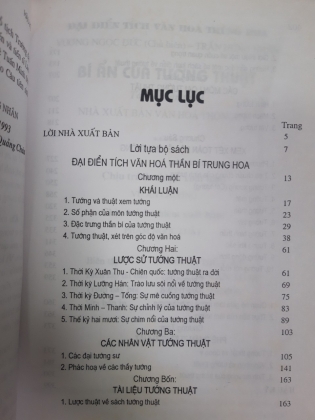 MỤC LỤC
Trang
LỜI NHÀ XUẤT BẢN 5
Lời tựa bộ sách 7
ĐẠI ĐIỂN TÍCH VĂN HOÁ THẦN BÍ TRUNG HOA
Chương một: 13
KHÁI LUẬN
1. Tướng và thuật xem tướng 17
2. Số phận của môn tướng thuật 23
3. Đặc trưng thần bí của tướng thuật 29
4. Tướng thuật, xét trên góc độ văn hoá 38
Chương Hai: 61
LƯỢC SỬ TƯỚNG THUẬT
1. Thời Kỳ Xuân Thu - Chiến quốc: tướng thuật ra đời 61
2. Thời kỳ Lưỡng Hán: Trào lưu sôi nổi về tướng thuật 69
3. Thời kỳ Đường – Tống: Sự mê cuồng tướng thuật 75
4. Thời Minh – Thanh: Sự chỉnh lý của tướng thuật 83
5. Thế kỷ hai mươi: Sự chìm nổi của tướng thuật 89
Chương Ba: 103
CÁC NHÂN VẬT TƯỚNG THUẬT
1. Các đại tướng sư 105
2. Phác hoạ về các thầy tướng 141
Chương Bốn: 163
TÀI LIỆU TƯỚNG THUẬT
1. Lược thuật về sách tướng thuật 163
NHÂN
1993
Quảng Châu